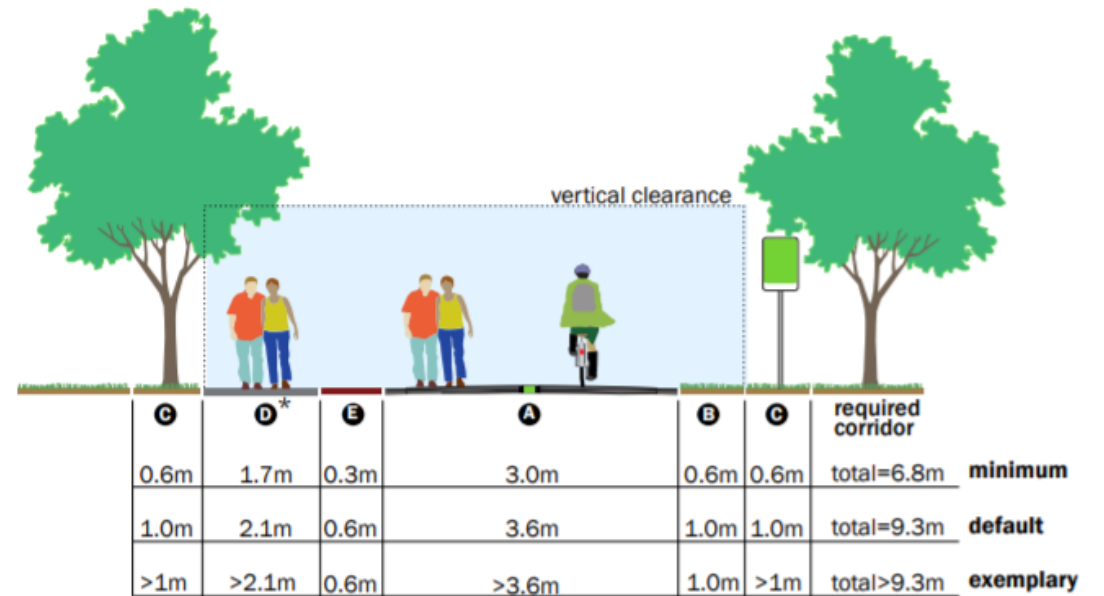 vertical clearance
C D* E A B C required
corridor
0.6m 1.7m 0.3m 3.0m 0.6m 0.6m total=6.8m minimum
1.0m 2.1m 0.6m 3.6m 1.0m 1.0m total=9.3m default
>1m >2.1m 0.6m >3.6m 1.0m >1m total>9.3m exemplary